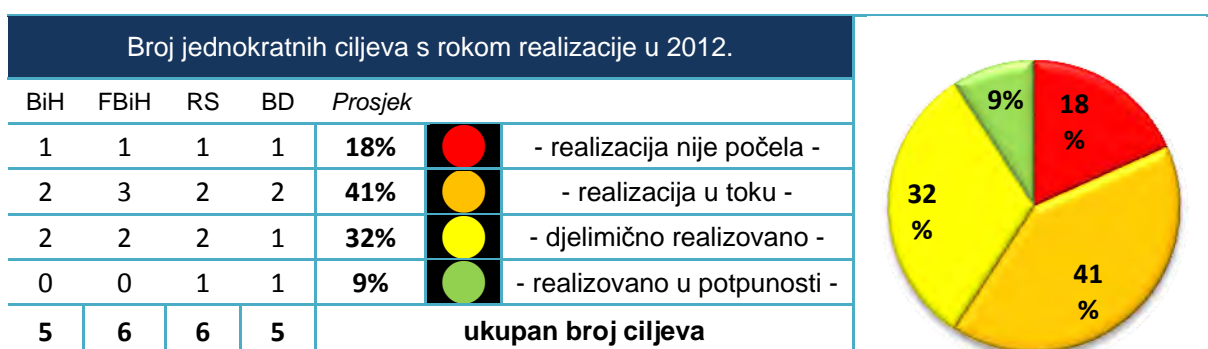 Broj jednokratnih ciljeva s rokom realizacije u 2012.
BiH FBiH RS BD Prosjek
1 1 1 1 18% - realizacija nije počela -
2 3 2 2 41% - realizacija u toku -
2 2 2 1 32% - djelimično realizovano -
0 0 1 1 9% - realizovano u potpunosti -
5 6 6 5 ukupan broj ciljeva
9%
18
%
32
%
41
%